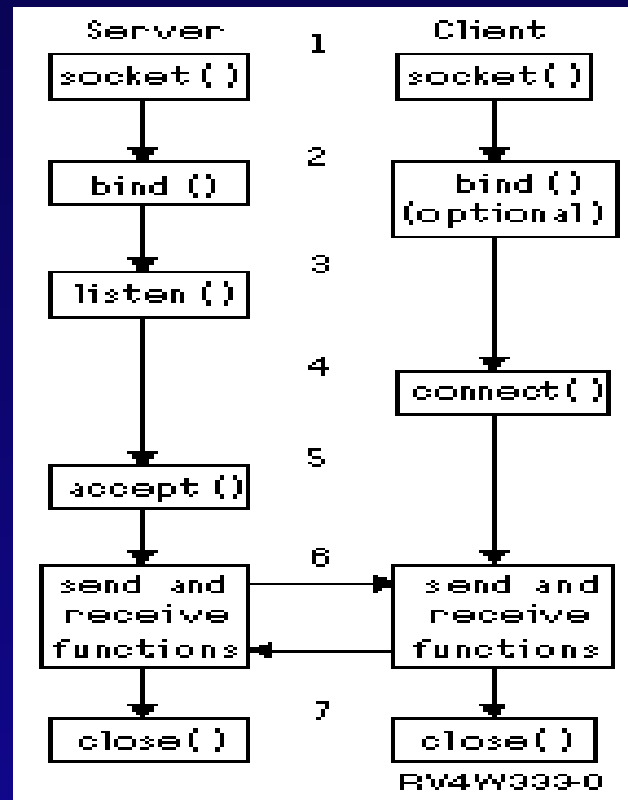 Server 1 Client
socket() socket()
2
bind() bind()
(optional)
3
listen()
4
connect()
5
accept()
6
send and send and
receive receive
functions functions
7
close() close()
RV4W333-0